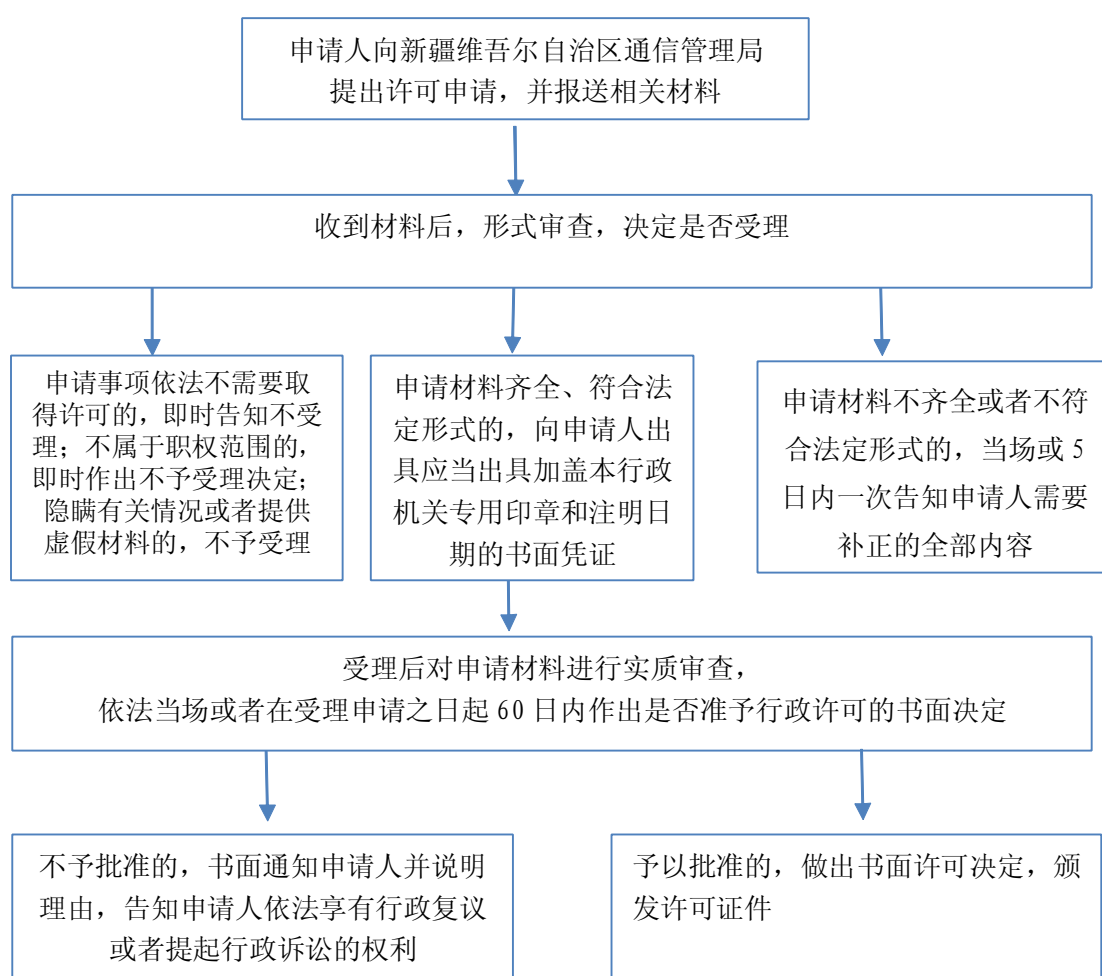 申请人向新疆维吾尔自治区通信管理局
提出许可申请，并报送相关材料
收到材料后，形式审查，决定是否受理
申请事项依法不需要取
得许可的，即时告知不受
理；不属于职权范围的，
即时作出不予受理决定；
隐瞒有关情况或者提供
虚假材料的，不予受理
申请材料齐全、符合法
定形式的，向申请人出
具应当出具加盖本行政
机关专用印章和注明日
期的书面凭证
申请材料不齐全或者不符
合法定形式的，当场或 5
日内一次告知申请人需要
补正的全部内容
受理后对申请材料进行实质审查，
依法当场或者在受理申请之日起 60 日内作出是否准予行政许可的书面决定
不予批准的，书面通知申请人并说明
理由，告知申请人依法享有行政复议
或者提起行政诉讼的权利
予以批准的，做出书面许可决定，颁
发许可证件